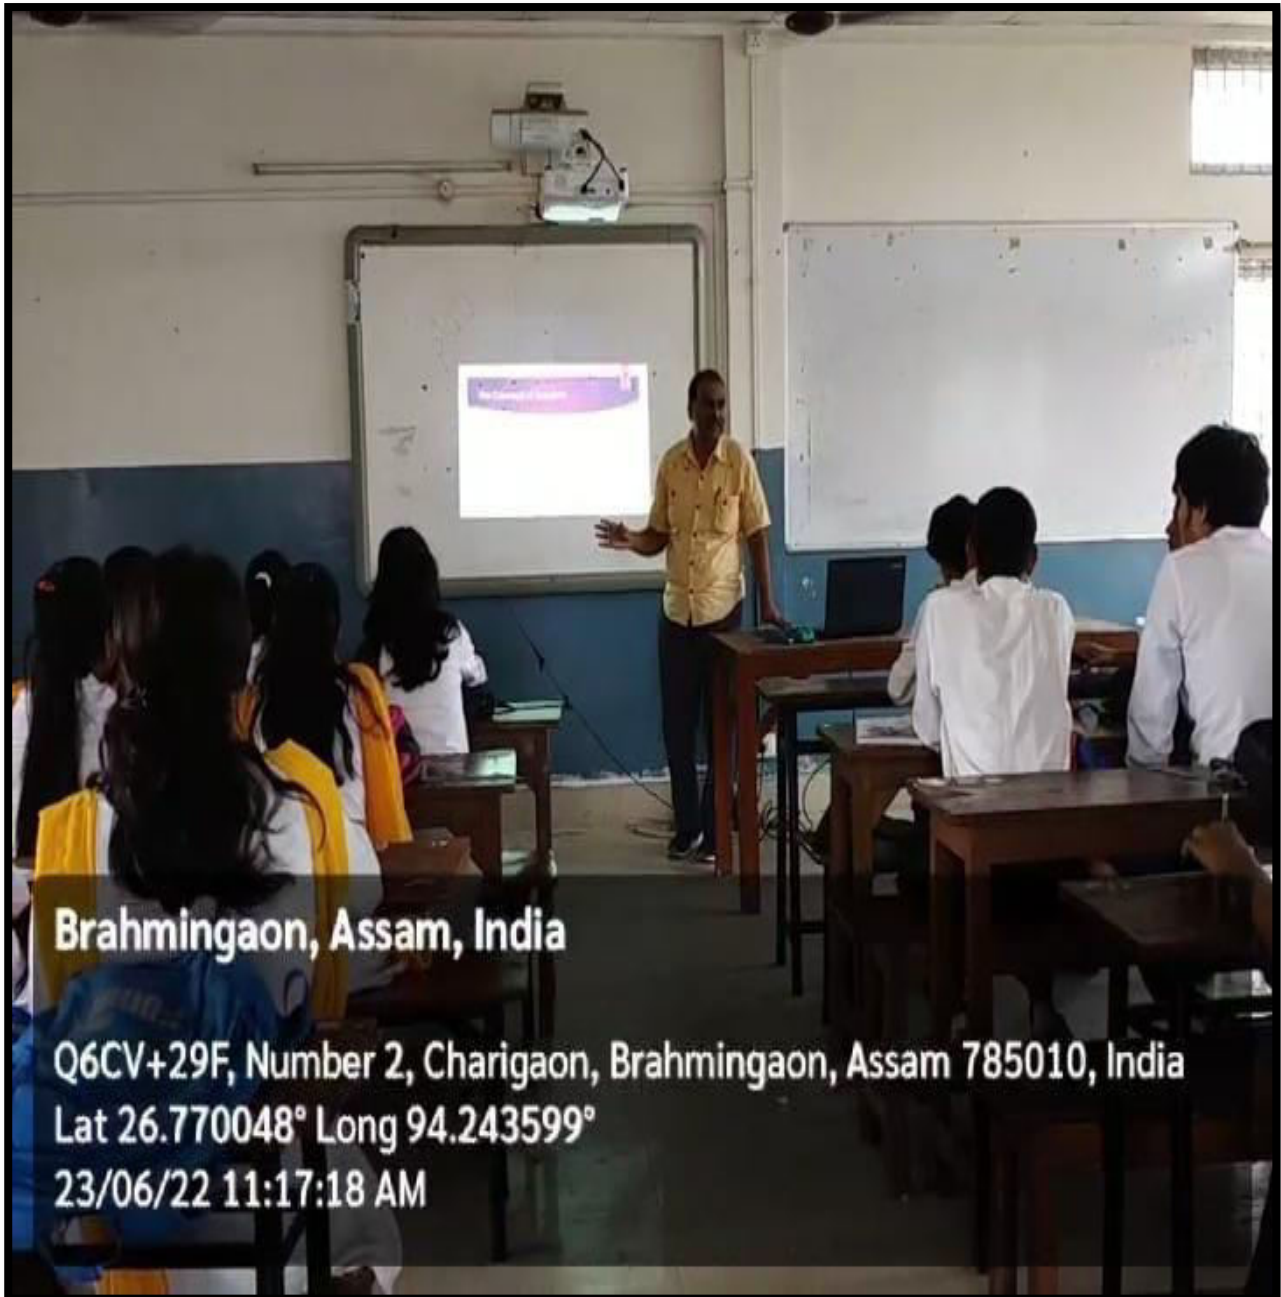 Brahmingaon, Assam, India
Q6CV+29F, Number 2, Charigaon, Brahmingaon, Assam 785010, India
Lat 26.770048° Long 94.243599°
23/06/22 11:17:18 AM